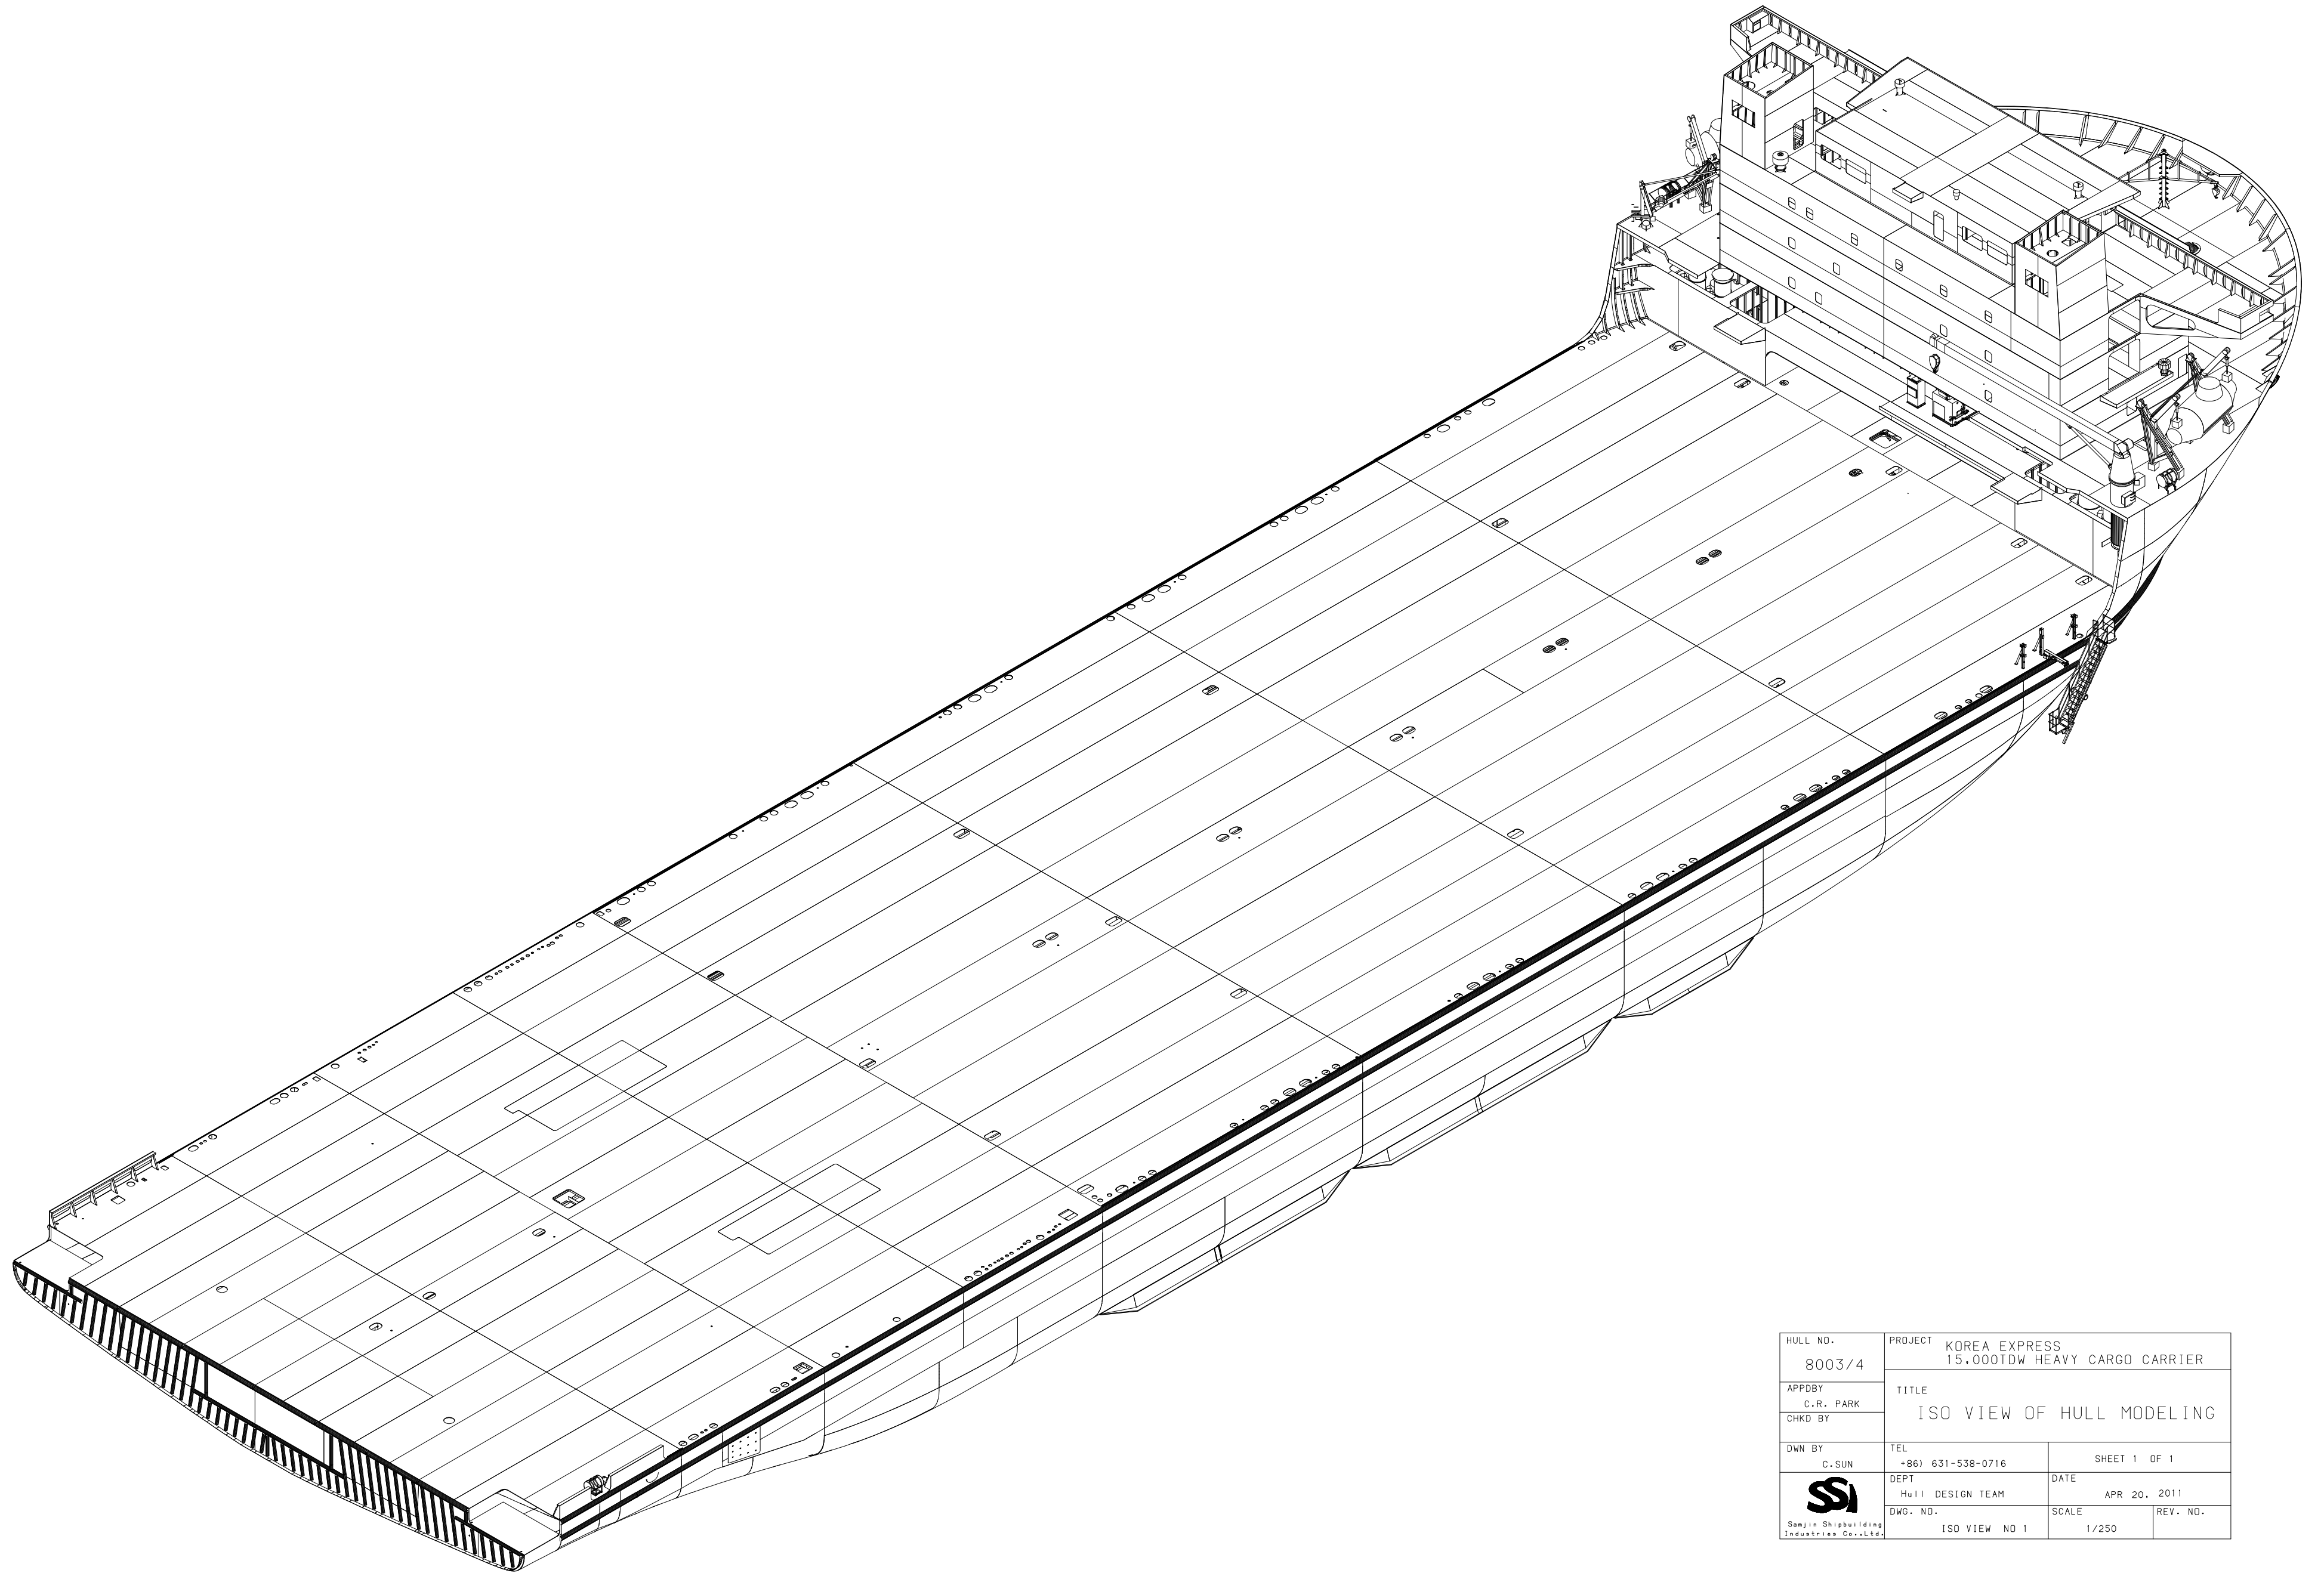 HULL NO.
8003/4
PROJECT
KOREA EXPRESS
15,000TDW HEAVY CARGO CARRIER
APPDBY
C.R. PARK
TITLE
ISO VIEW OF HULL MODELING
CHKD BY
DWN BY
C.SUN
TEL
+86) 631-538-0716
SHEET 1 OF 1
SSI
Samjin Shipbuilding
Industries Co.,Ltd.
DEPT
Hull DESIGN TEAM
DATE
APR 20, 2011
DWG. NO.
ISO VIEW NO 1
SCALE
1/250
REV. NO.